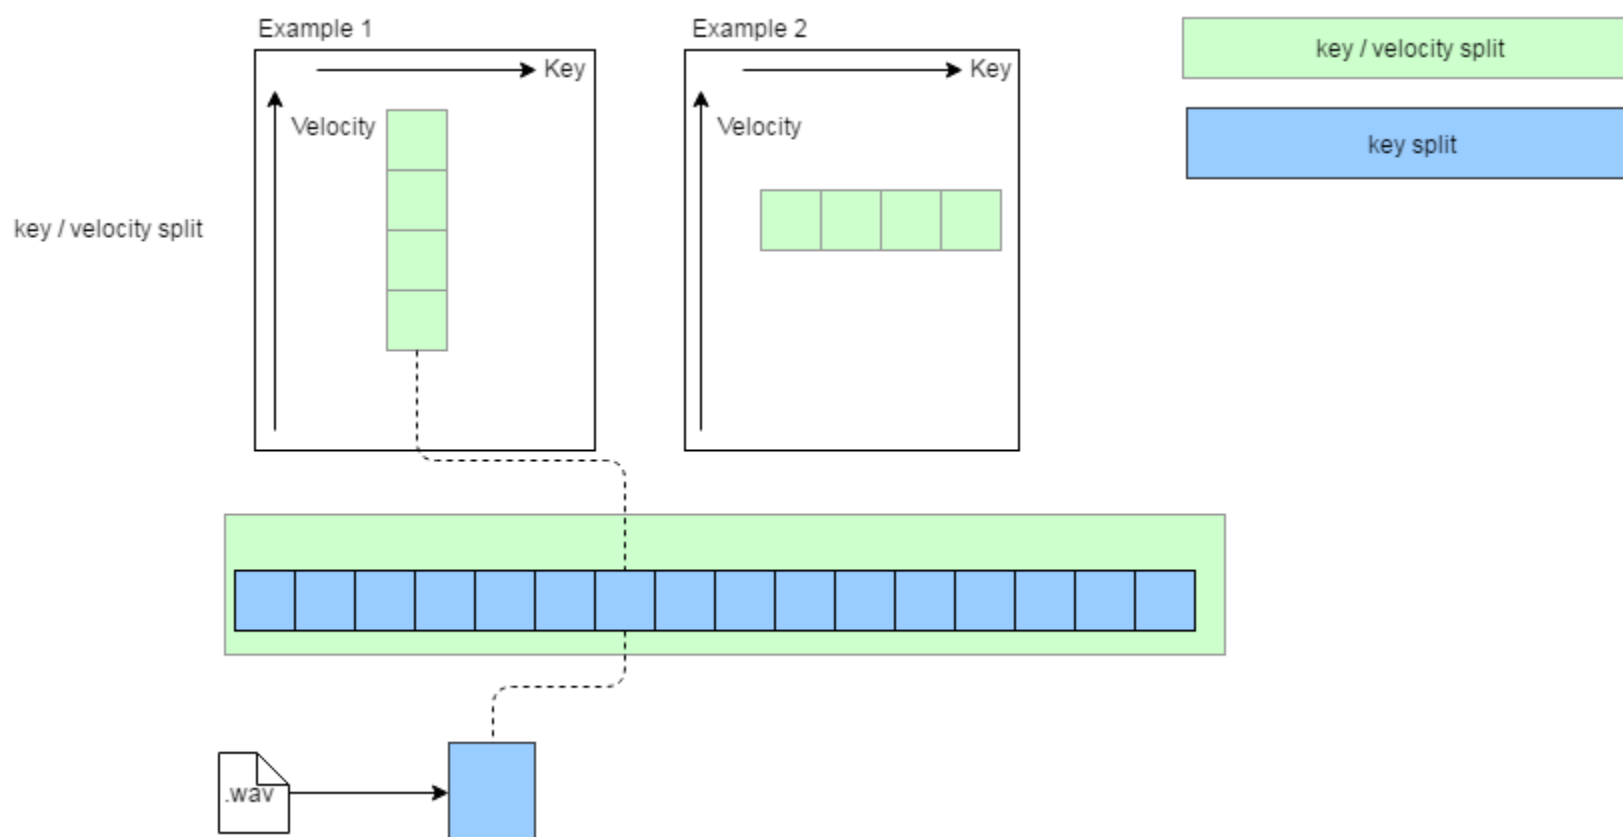 Example 1
Example 2
key / velocity split
Key
Key
Velocity
Velocity
key split
key / velocity split
.wav